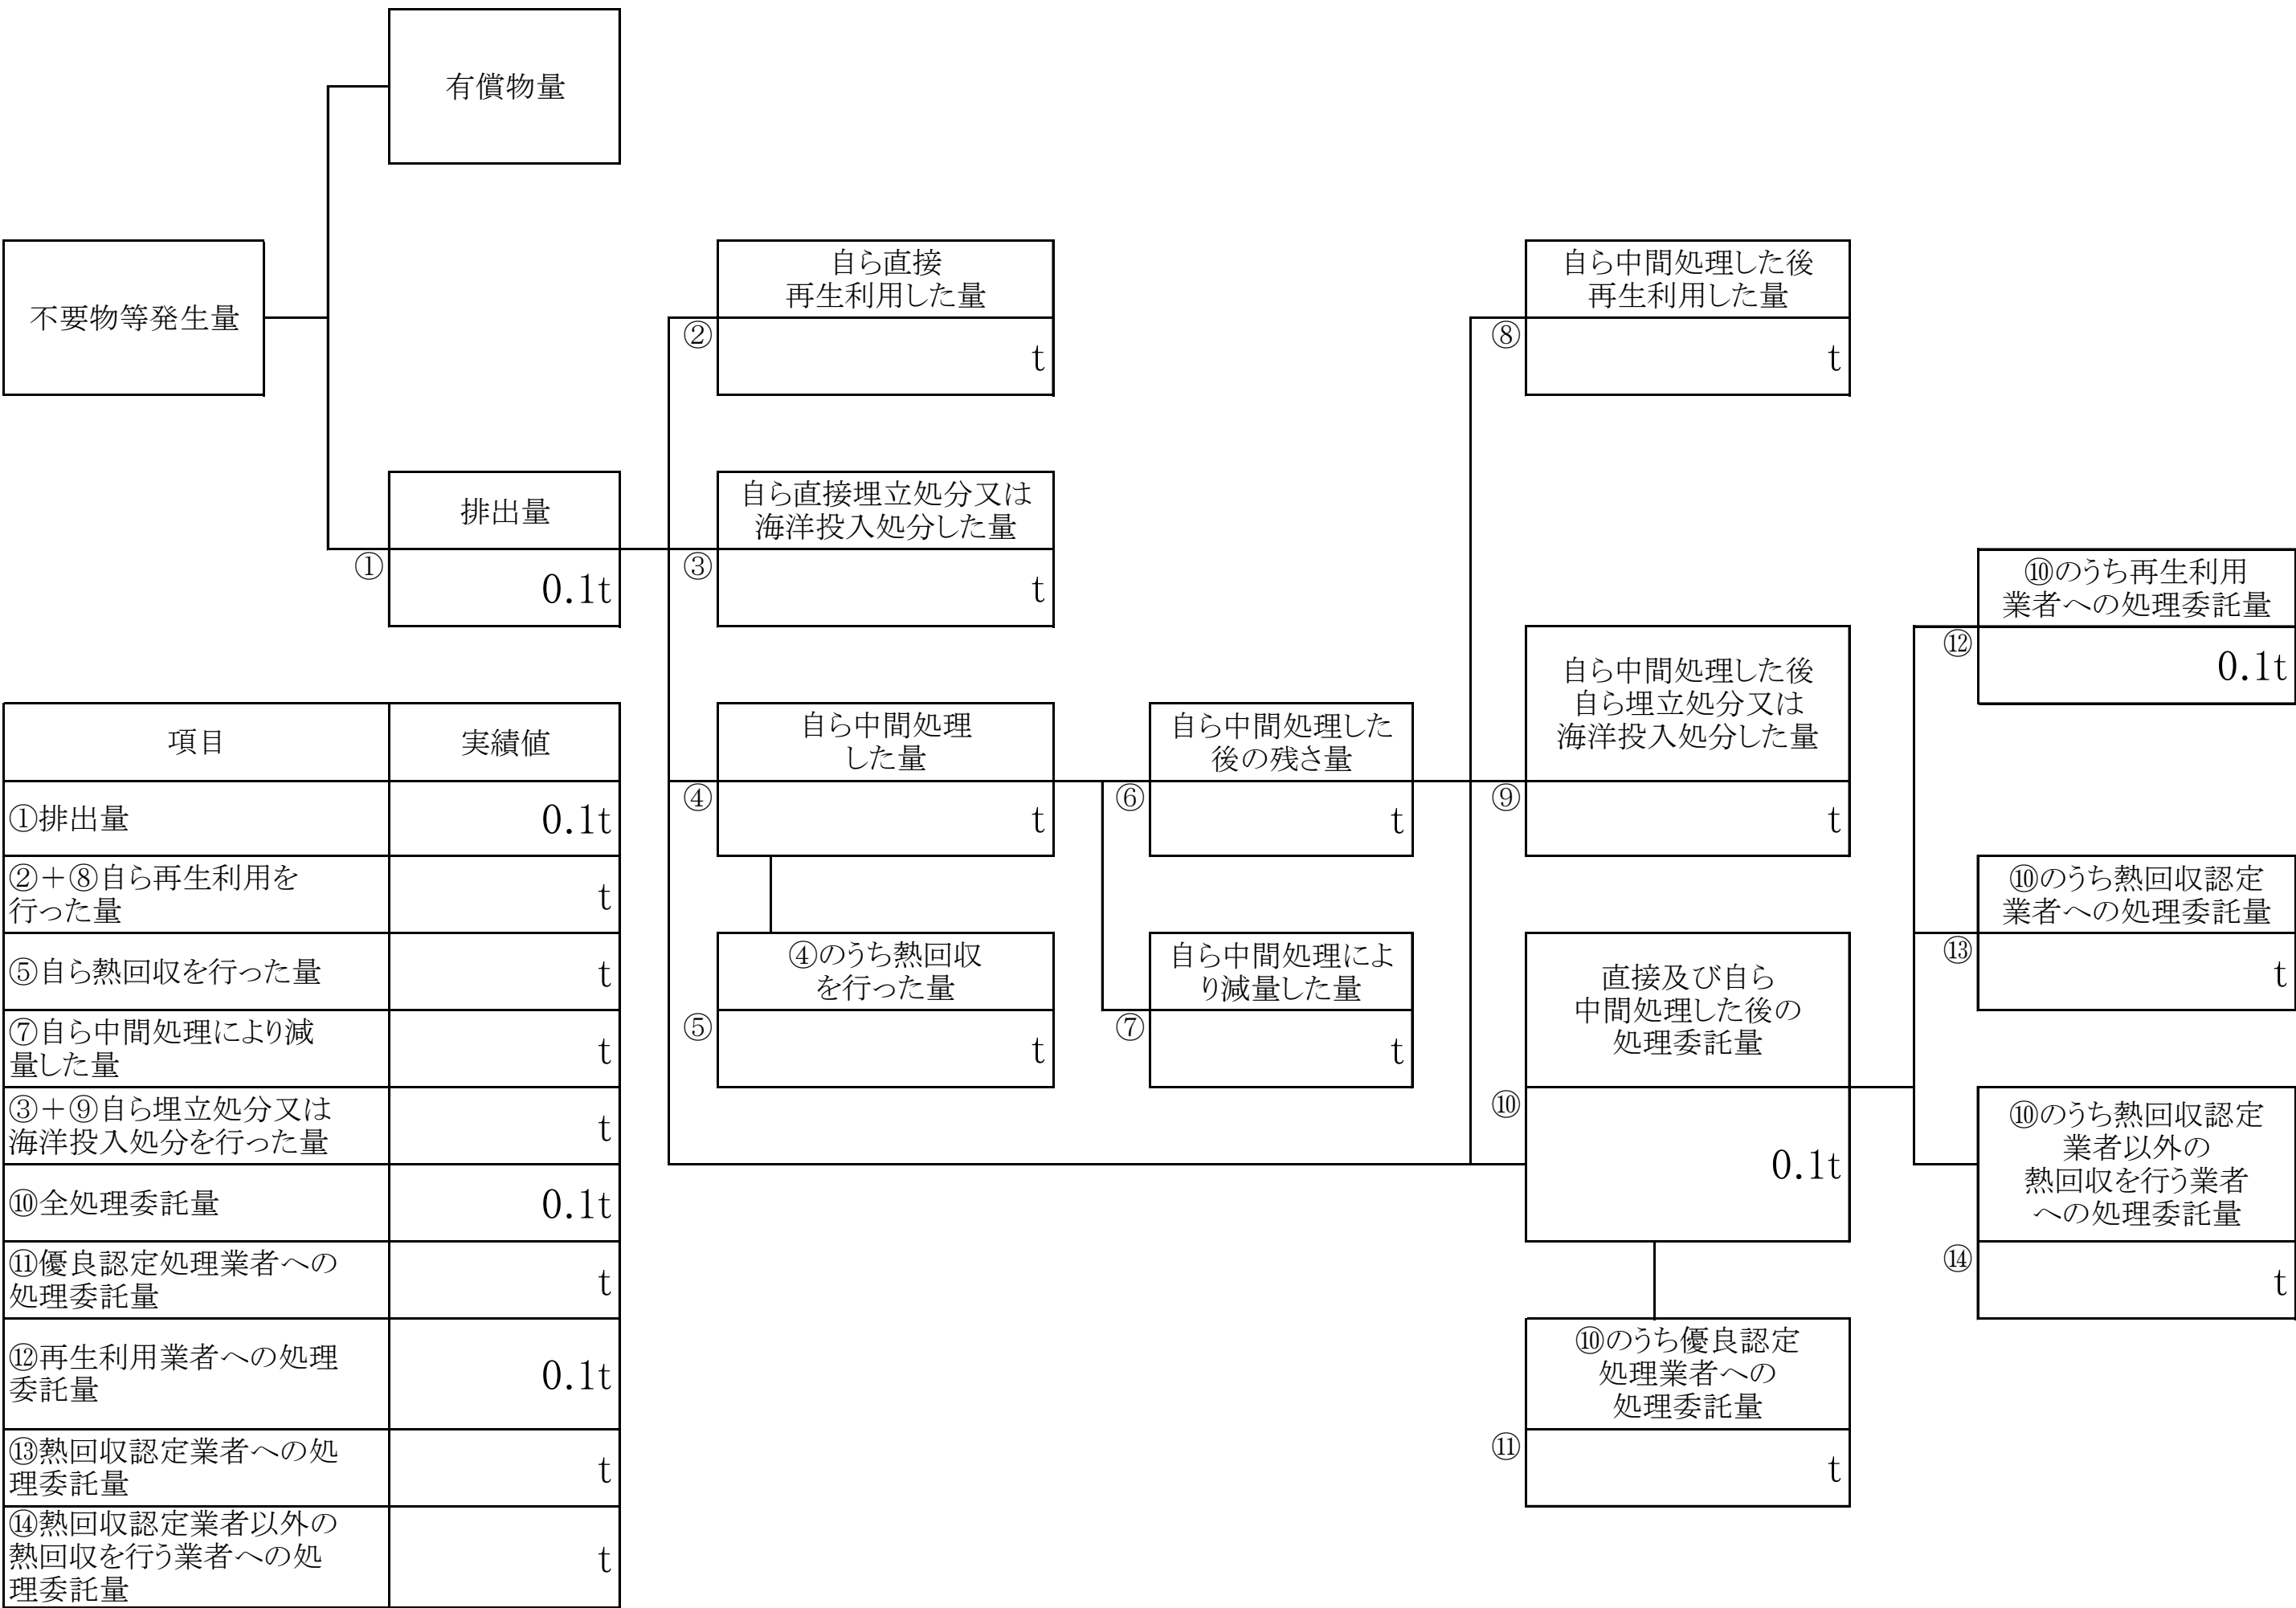 有償物量
不要物等発生量
自ら直接
再生利用した量
②
t
自ら中間処理した後
再生利用した量
⑧
t
排出量
①
0.1t
自ら直接埋立処分又は
海洋投入処分した量
③
t
⑩のうち再生利用
業者への処理委託量
⑫
0.1t
自ら中間処理
した量
④
t
自ら中間処理した
後の残さ量
⑥
t
自ら中間処理した後
自ら埋立処分又は
海洋投入処分した量
⑨
t
⑩のうち熱回収認定
業者への処理委託量
⑬
t
④のうち熱回収
を行った量
⑤
t
自ら中間処理によ
り減量した量
⑦
t
直接及び自ら
中間処理した後の
処理委託量
⑩
0.1t
⑩のうち熱回収認定
業者以外の
熱回収を行う業者
への処理委託量
⑭
t
⑩のうち優良認定
処理業者への
処理委託量
⑪
t
項目
実績値
①排出量
0.1t
②＋⑧自ら再生利用を
行った量
t
⑤自ら熱回収を行った量
t
⑦自ら中間処理により減
量した量
t
③＋⑨自ら埋立処分又は
海洋投入処分を行った量
t
⑩全処理委託量
0.1t
⑪優良認定処理業者への
処理委託量
t
⑫再生利用業者への処理
委託量
0.1t
⑬熱回収認定業者への処
理委託量
t
⑭熱回収認定業者以外の
熱回収を行う業者への処
理委託量
t